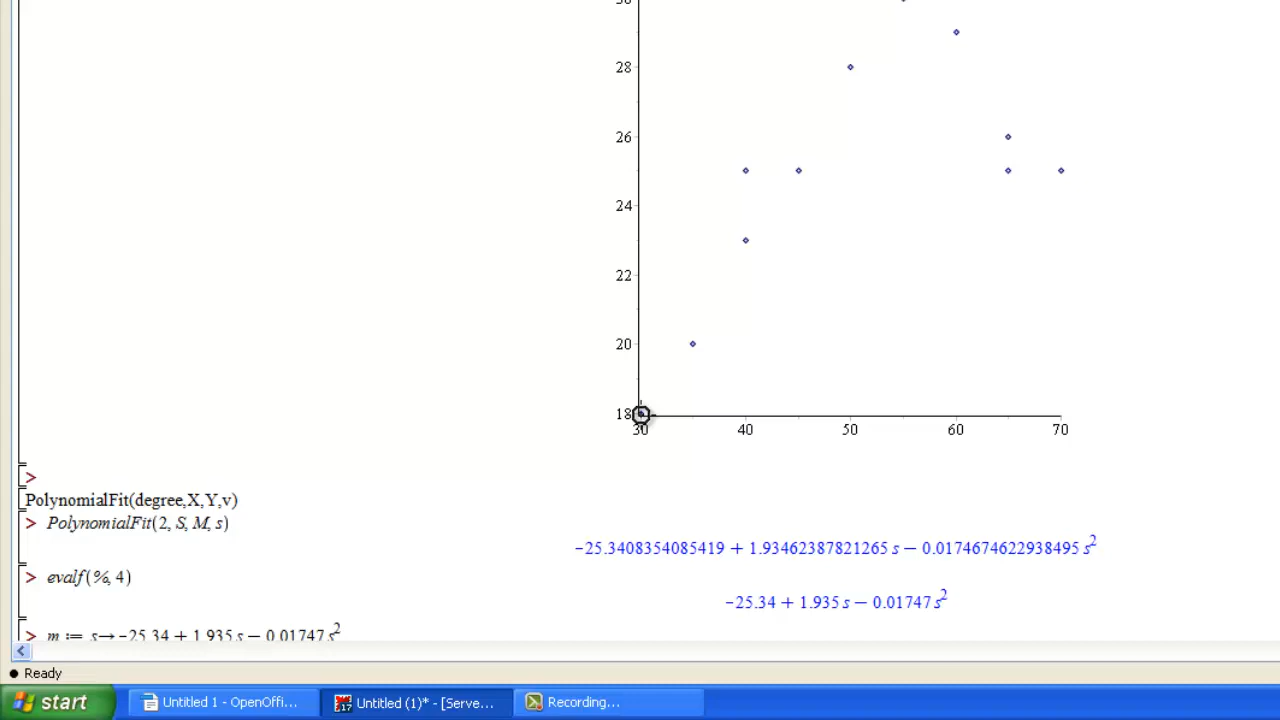 30
28
26
24
22
20
18
30 40 50 60 70
>
PolynomialFit(degree,X,Y,v)
> PolynomialFit(2, S, M, s)
−25.3408354085419 + 1.93462387821265 s − 0.0174674622938495 s²
> evalf(%, 4)
−25.34 + 1.935 s − 0.01747 s²
> m := s→−25.34 + 1.935 s − 0.01747 s²
Ready
start Untitled 1 - OpenOffi... Untitled (1)* - [Serve... Recording...